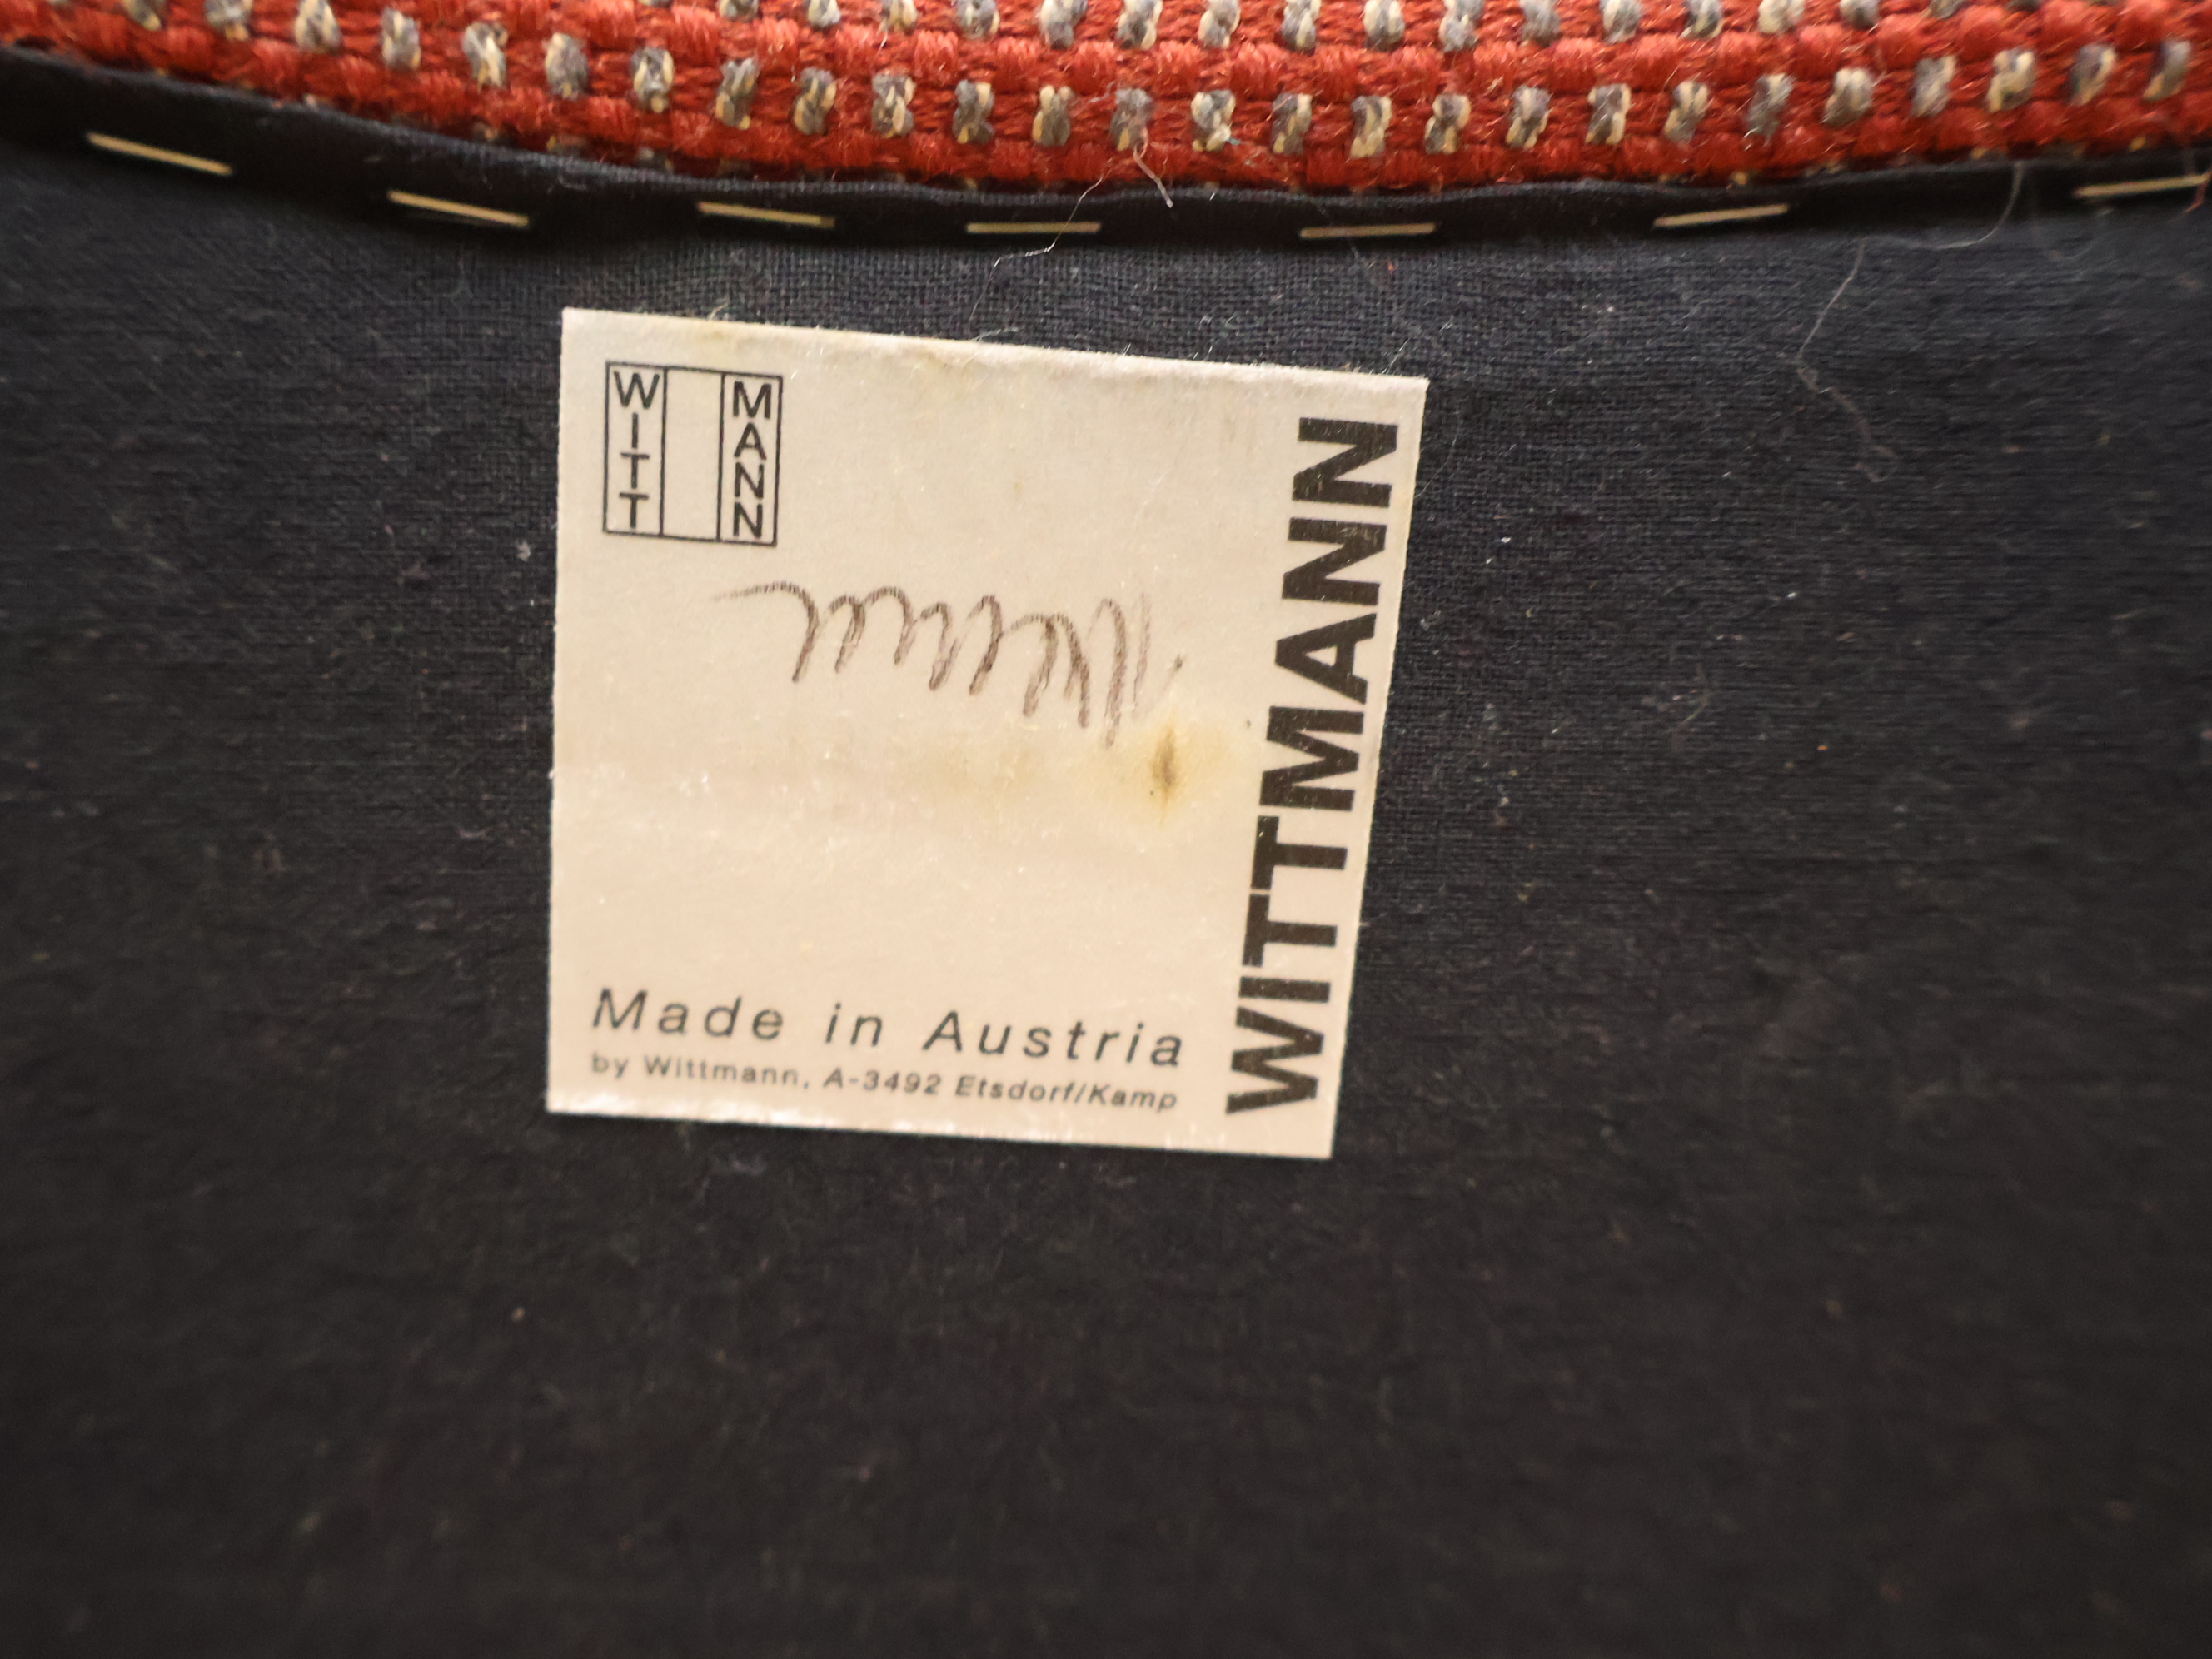 WITT
MANN
WITTMANN
Made in Austria
by Wittmann, A-3492 Etsdorf/Kamp